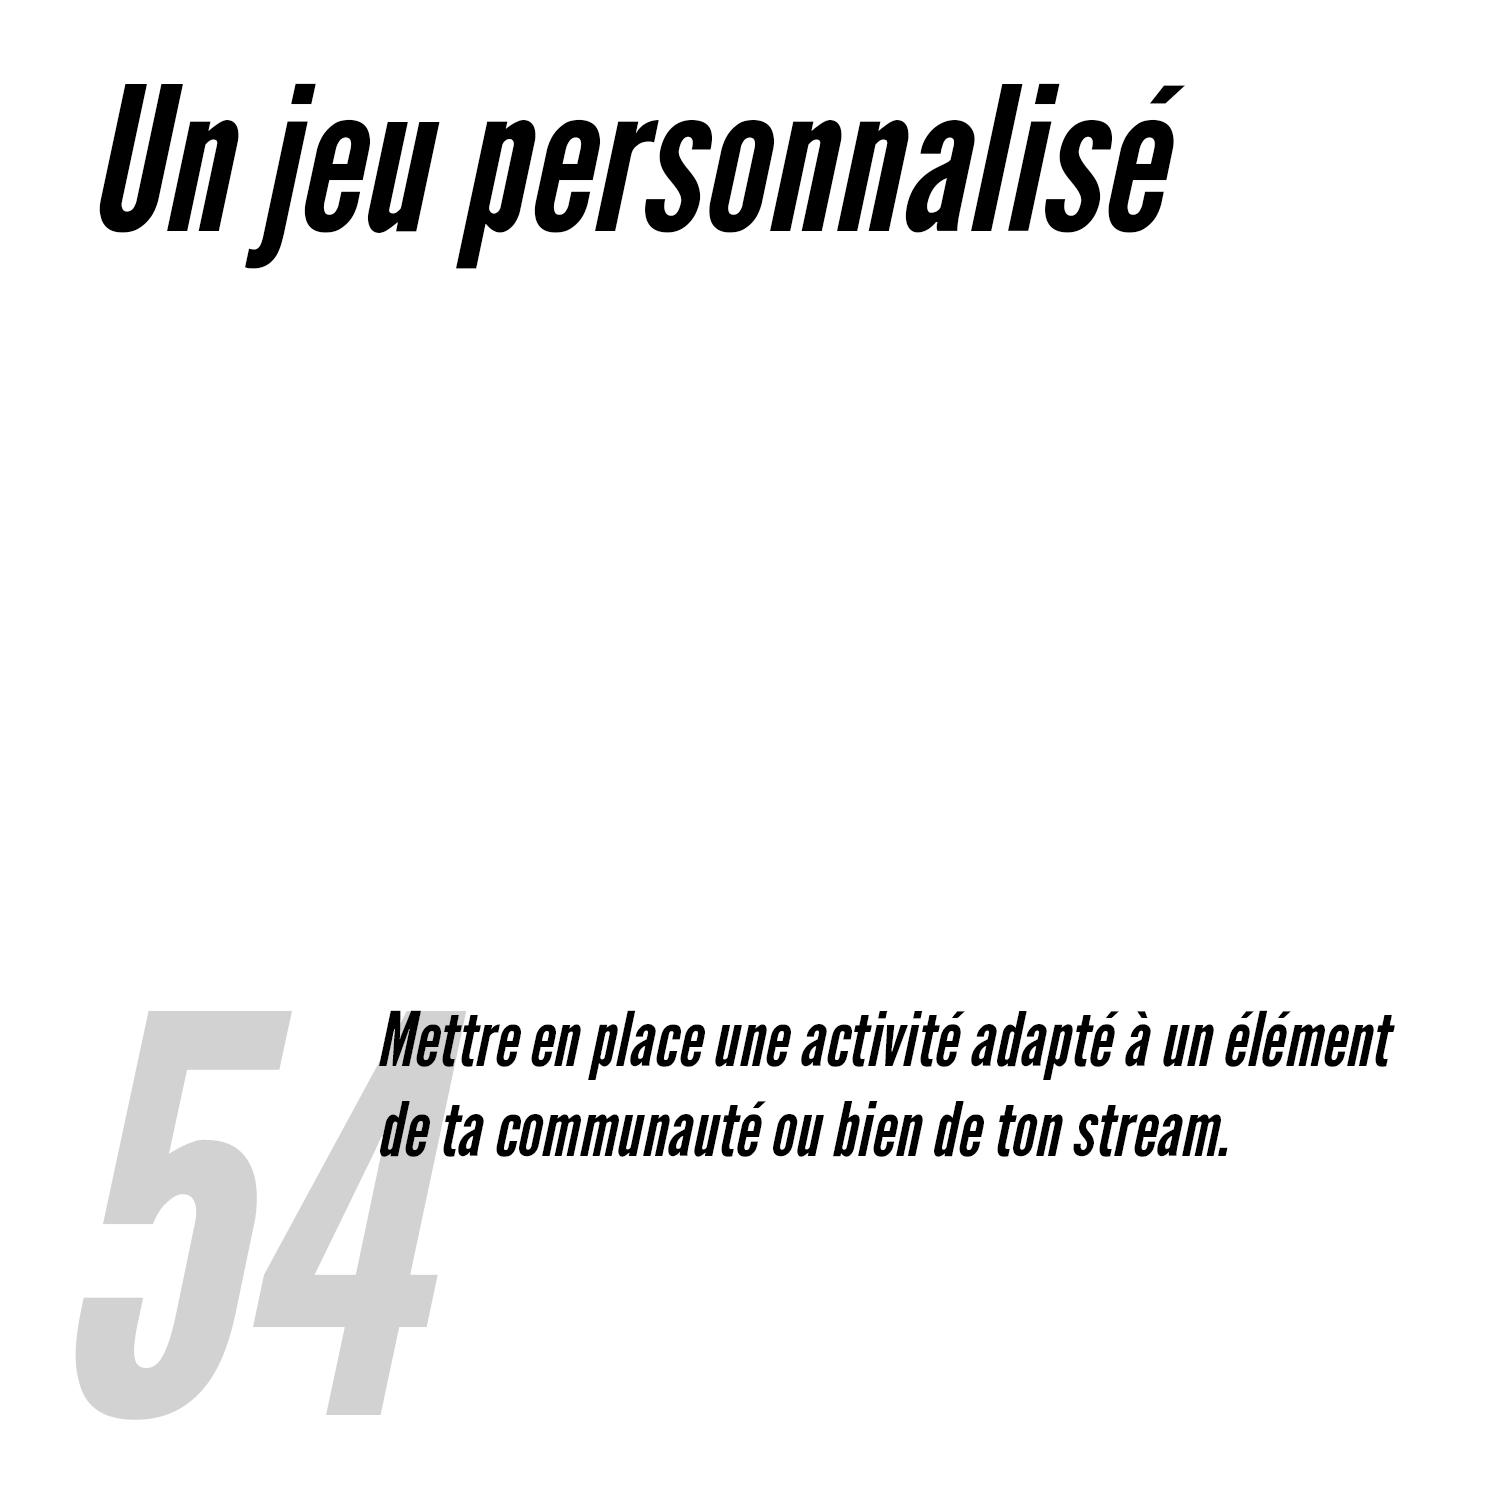 Un jeu personnalisé
54
Mettre en place une activité adapté à un élément
de ta communauté ou bien de ton stream.